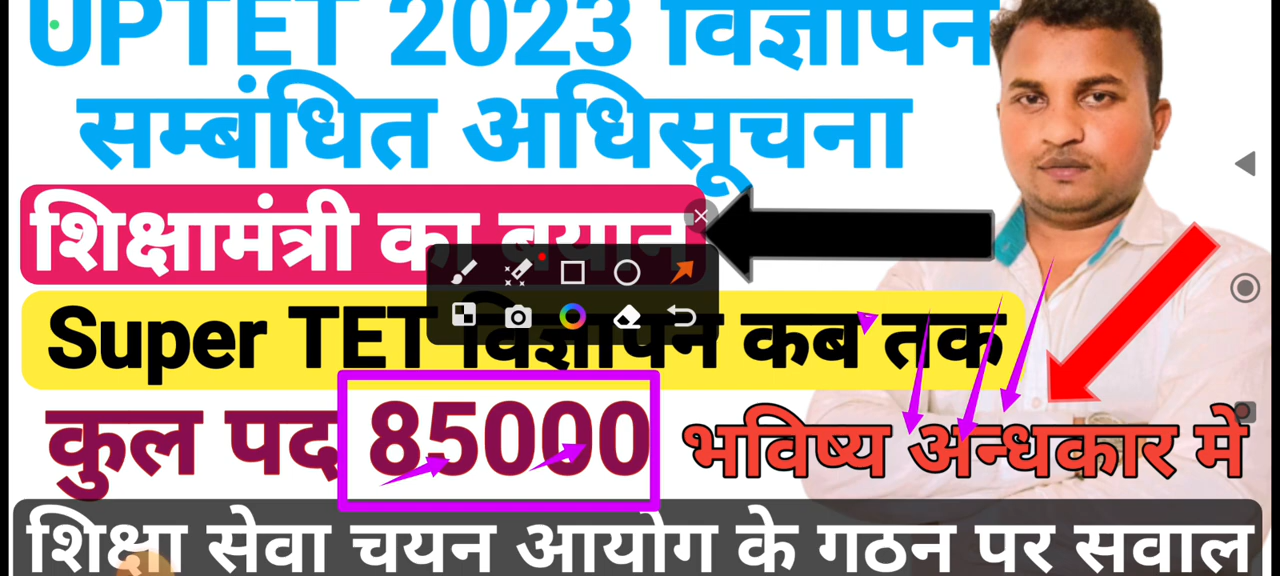 UPTET 2023 विज्ञापन
सम्बंधित अधिसूचना
शिक्षामंत्री का बयान
Super TET विज्ञापन कब तक
कुल पद 85000 भविष्य अन्धकार में
शिक्षा सेवा चयन आयोग के गठन पर सवाल